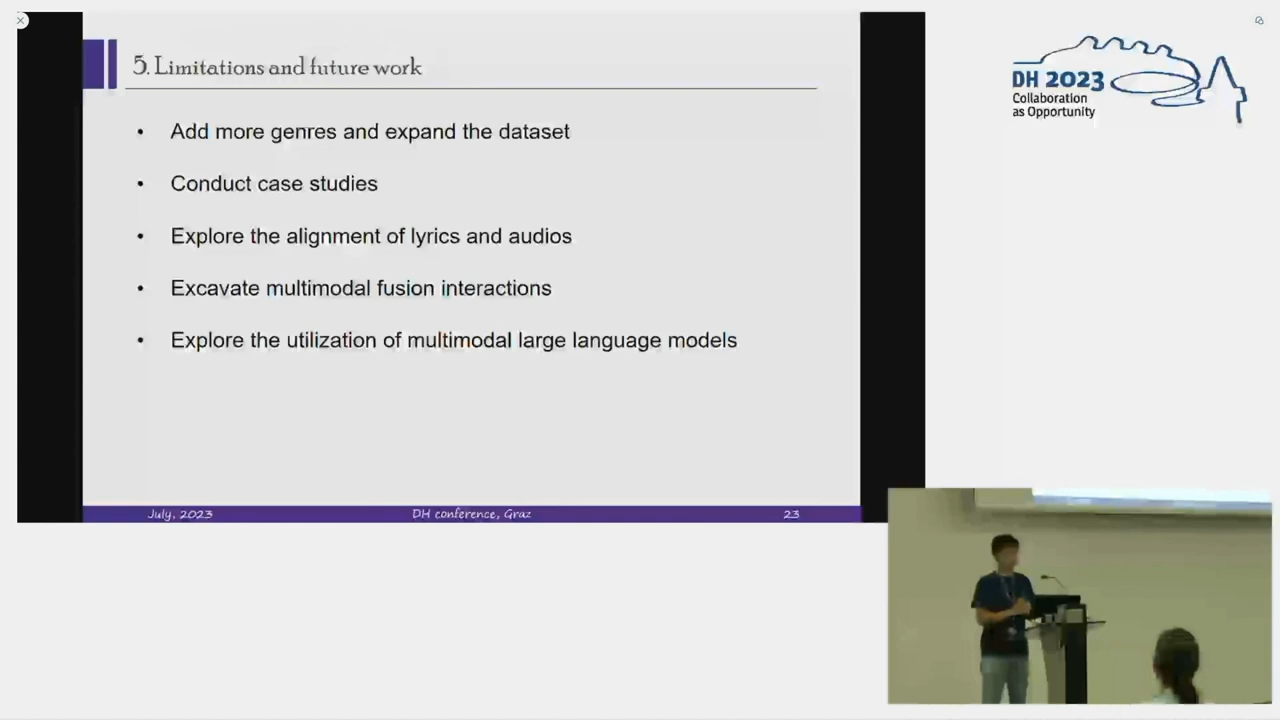 5. Limitations and future work
• Add more genres and expand the dataset
• Conduct case studies
• Explore the alignment of lyrics and audios
• Excavate multimodal fusion interactions
• Explore the utilization of multimodal large language models
July, 2023 DH conference, Graz 23
DH 2023
Collaboration
as Opportunity